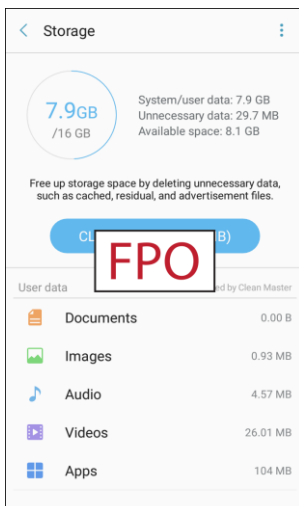 Storage
7.9GB
/16 GB
System/user data: 7.9 GB
Unnecessary data: 29.7 MB
Available space: 8.1 GB
Free up storage space by deleting unnecessary data,
such as cached, residual, and advertisement files.
FPO
User data
by Clean Master
Documents 0.00 B
Images 0.93 MB
Audio 4.57 MB
Videos 26.01 MB
Apps 104 MB